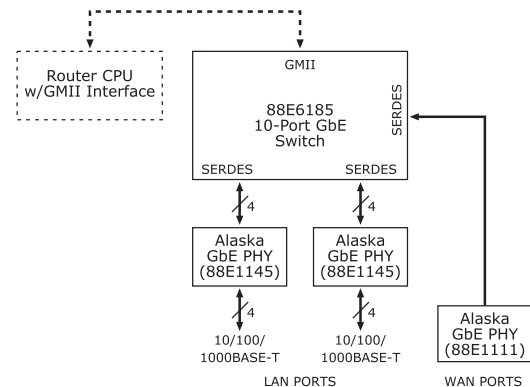 GMII
Router CPU
w/GMII Interface
88E6185
10-Port GbE
Switch
SERDES
SERDES
SERDES
4
4
Alaska
GbE PHY
(88E1145)
Alaska
GbE PHY
(88E1145)
4
4
10/100/
1000BASE-T
10/100/
1000BASE-T
Alaska
GbE PHY
(88E1111)
LAN PORTS
WAN PORTS